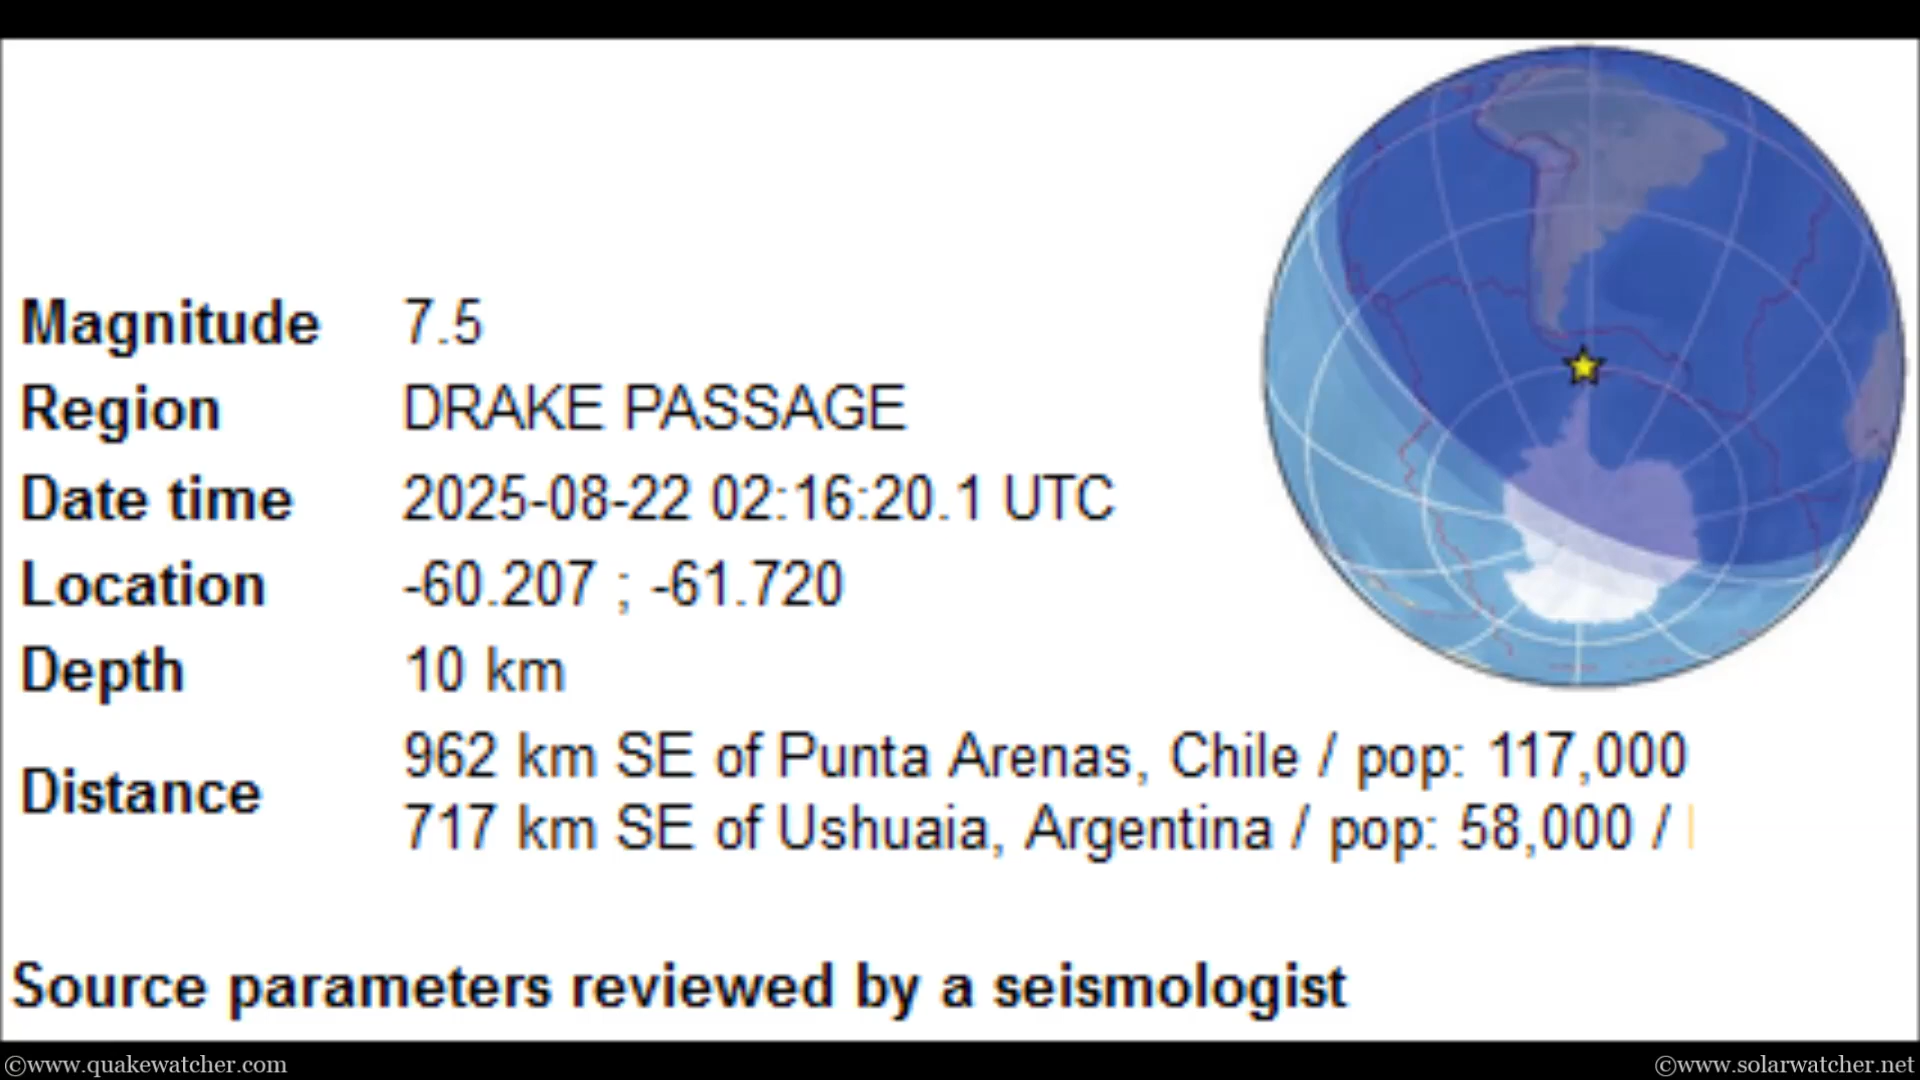 Magnitude 7.5
Region DRAKE PASSAGE
Date time 2025-08-22 02:16:20.1 UTC
Location -60.207 ; -61.720
Depth 10 km
Distance 962 km SE of Punta Arenas, Chile / pop: 117,000
717 km SE of Ushuaia, Argentina / pop: 58,000 /
Source parameters reviewed by a seismologist
©www.quakewatcher.com
©www.solarwatcher.net